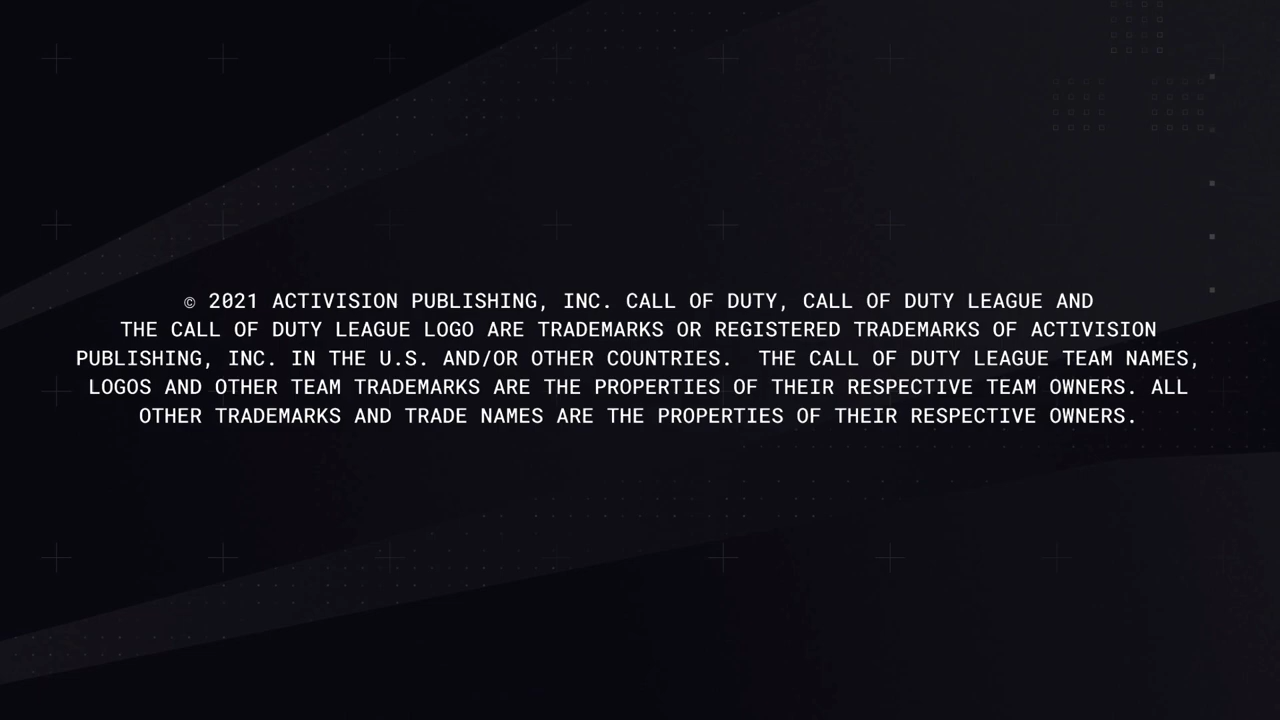 © 2021 ACTIVISION PUBLISHING, INC. CALL OF DUTY, CALL OF DUTY LEAGUE AND
THE CALL OF DUTY LEAGUE LOGO ARE TRADEMARKS OR REGISTERED TRADEMARKS OF ACTIVISION
PUBLISHING, INC. IN THE U.S. AND/OR OTHER COUNTRIES.  THE CALL OF DUTY LEAGUE TEAM NAMES,
LOGOS AND OTHER TEAM TRADEMARKS ARE THE PROPERTIES OF THEIR RESPECTIVE TEAM OWNERS. ALL
OTHER TRADEMARKS AND TRADE NAMES ARE THE PROPERTIES OF THEIR RESPECTIVE OWNERS.